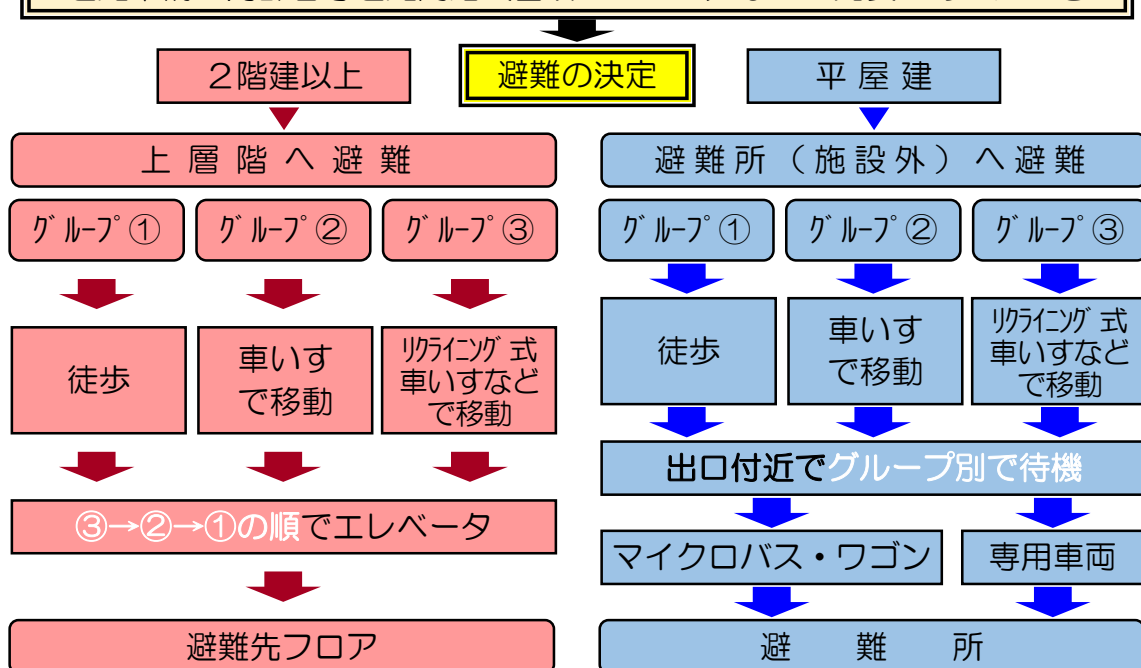 避難の決定
２階建以上
平屋建
上層階へ避難
避難所（施設外）へ避難
ｸﾞﾙｰﾌﾟ①
ｸﾞﾙｰﾌﾟ②
ｸﾞﾙｰﾌﾟ③
ｸﾞﾙｰﾌﾟ①
ｸﾞﾙｰﾌﾟ②
ｸﾞﾙｰﾌﾟ③
徒歩
車いす
で移動
ﾘｸﾗｲﾆﾝｸﾞ式
車いすなど
で移動
徒歩
車いす
で移動
ﾘｸﾗｲﾆﾝｸﾞ式
車いすなど
で移動
出口付近でグループ別で待機
③→②→①の順でエレベータ
マイクロバス・ワゴン
専用車両
避難先フロア
避難所